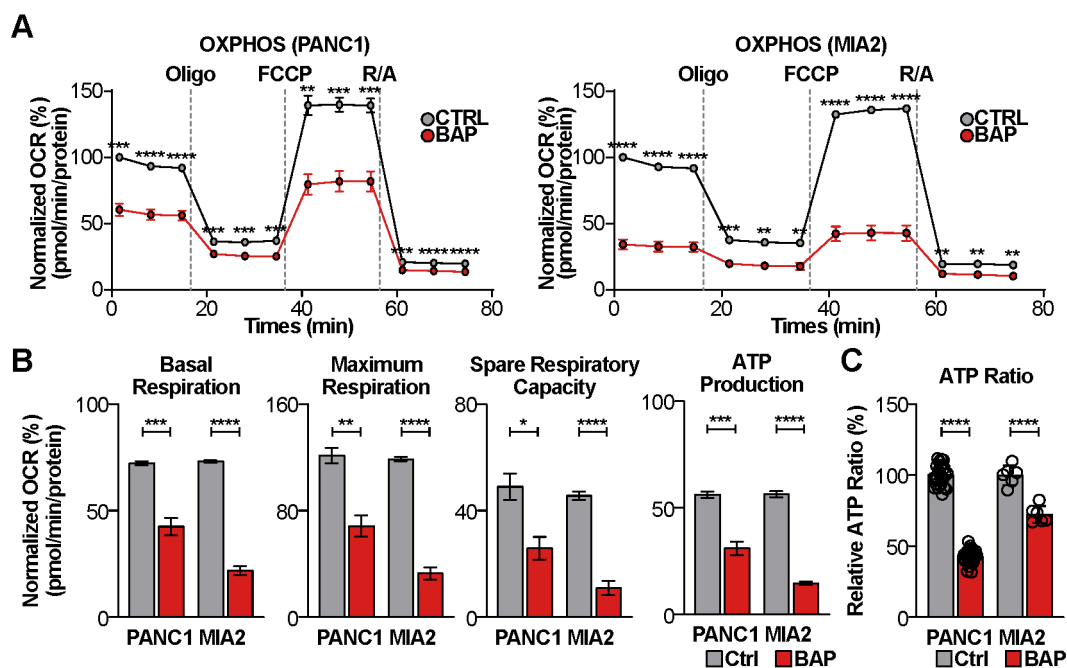 A
OXPHOS (PANC1)
Oligo
FCCP
R/A
Normalized OCR (%)
(pmol/min/protein)
150
100
50
0
*** **** ****
*** *** ***
** *** ***
**** **** ****
CTRL
BAP
0 20 40 60 80
Times (min)
OXPHOS (MIA2)
Oligo
FCCP
R/A
Normalized OCR (%)
(pmol/min/protein)
150
100
50
0
**** **** ****
*** ** **
**** **** ****
** ** **
CTRL
BAP
0 20 40 60 80
Times (min)
B
Normalized OCR (%)
(pmol/min/protein)
Basal
Respiration
100
50
0
*** ****
PANC1 MIA2
Maximum
Respiration
160
80
0
** ****
PANC1 MIA2
Spare Respiratory
Capacity
80
40
0
* ****
PANC1 MIA2
ATP
Production
100
50
0
*** ****
PANC1 MIA2
Ctrl BAP
C
ATP Ratio
Relative ATP Ratio (%)
150
100
50
0
**** ****
PANC1 MIA2
Ctrl BAP